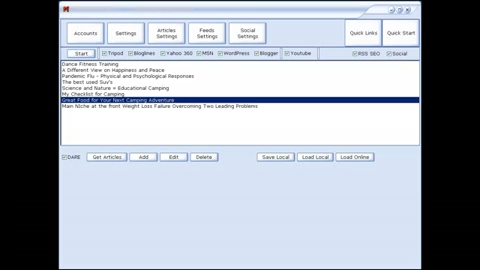 Accounts Settings Articles Settings Feeds Settings Social Settings Quick Links Quick Start
Start Tripod Bloglines Yahoo 360 MSN WordPress Blogger Youtube RSS SEO Social
Dance Fitness Training
A Different View on Happiness and Peace
Pandemic Flu - Physical and Psychological Responses
The best used Suv's
Science and Nature = Educational Camping
My Checklist for Camping
Great Food for Your Next Camping Adventure
Main Niche at the front Weight Loss Failure Overcoming Two Leading Problems
DARE Get Articles Add Edit Delete Save Local Load Local Load Online